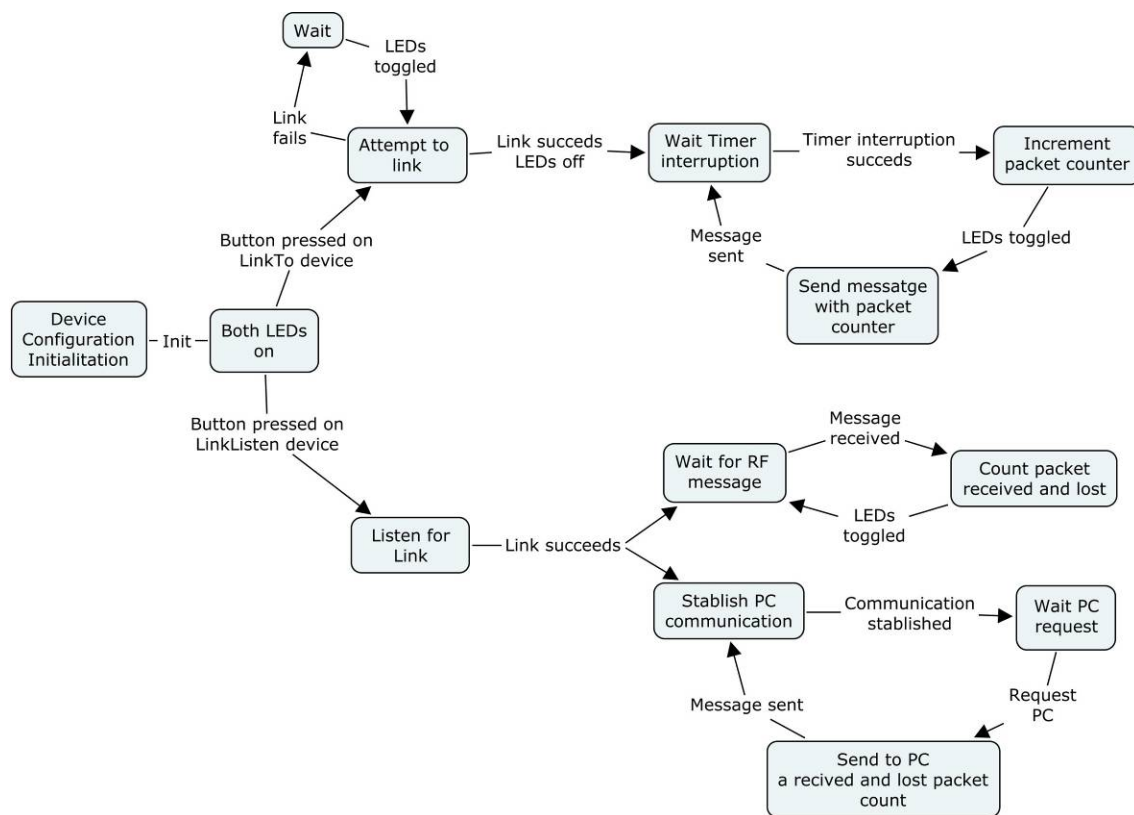 Wait
LEDs
toggled
Link
fails
Attempt to
link
Link succeds
LEDs off
Wait Timer
interruption
Timer interruption
succeds
Increment
packet counter
Button pressed on
LinkTo device
Message
sent
LEDs toggled
Send messatge
with packet
counter
Device
Configuration
Initialitation
Init
Both LEDs
on
Button pressed on
LinkListen device
Message
received
Wait for RF
message
Count packet
received and lost
LEDs
toggled
Listen for
Link
Link succeeds
Stablish PC
communication
Communication
stablished
Wait PC
request
Message sent
Request
PC
Send to PC
a recived and lost packet
count